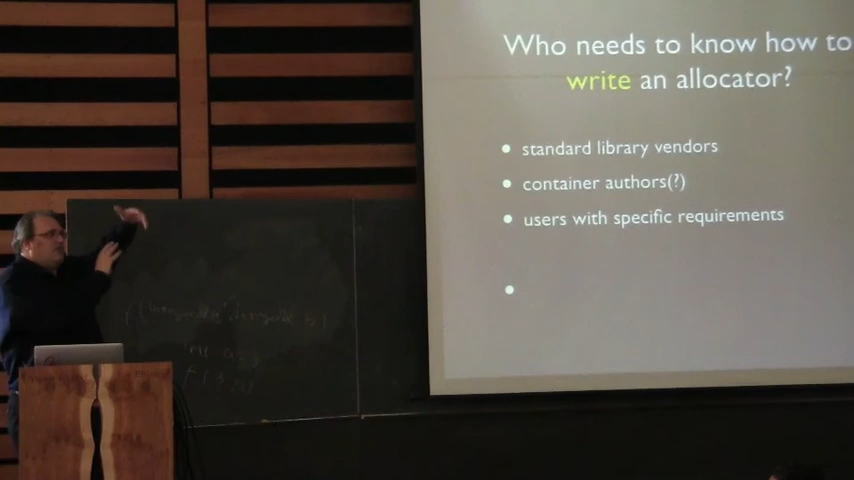 Who needs to know how to
write an allocator?
• standard library vendors
• container authors(?)
• users with specific requirements
•